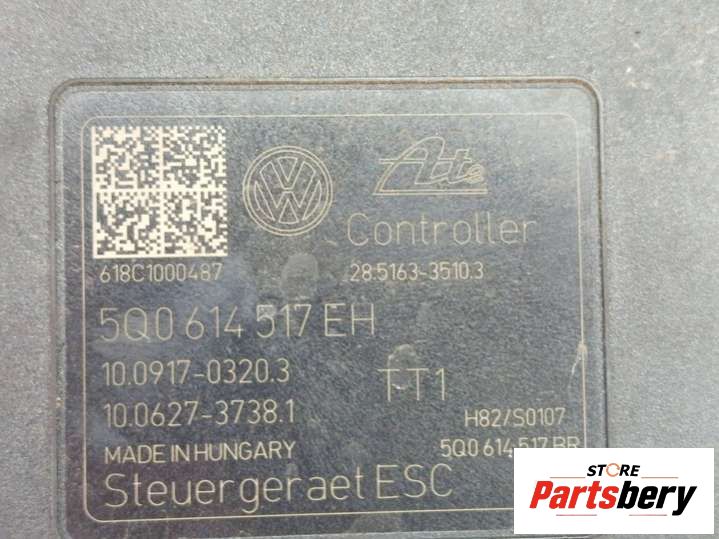 VW Ate
Controller
618C1000487 28.5163-3510.3
5Q0 614 517 EH
10.0917-0320.3 TT1
10.0627-3738.1 H82/S0107
MADE IN HUNGARY 5Q0 614 517 BR
Steuergeraet ESC
STORE
Partsbery